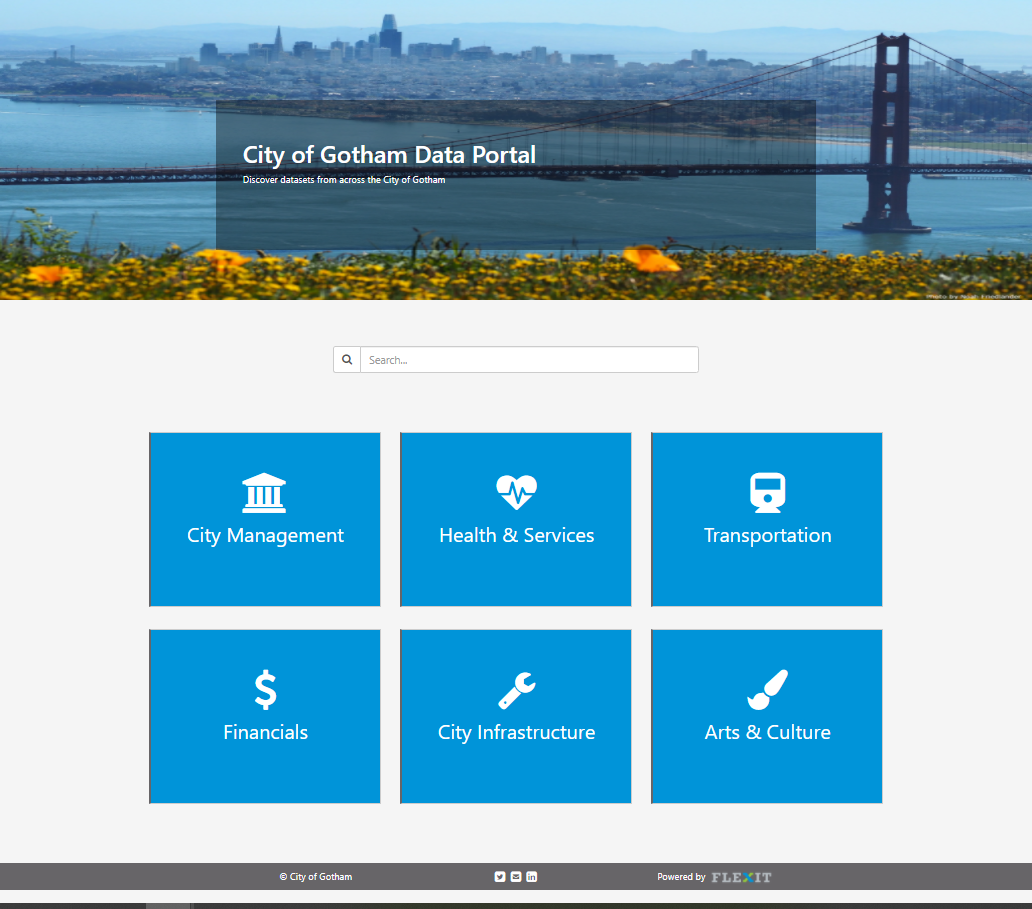 City of Gotham Data Portal
Discover datasets from across the City of Gotham
Search...
City Management
Health & Services
Transportation
Financials
City Infrastructure
Arts & Culture
© City of Gotham
Powered by FLEXIT